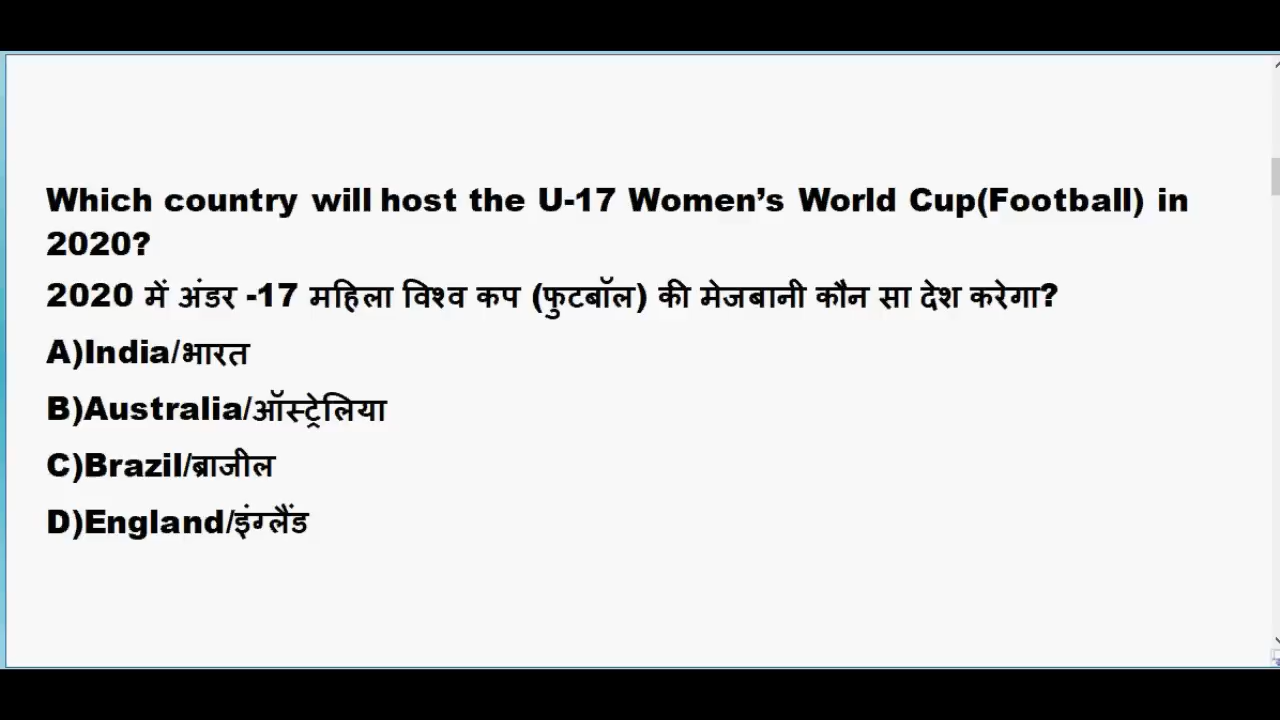 Which country will host the U-17 Women’s World Cup(Football) in
2020?
2020 में अंडर -17 महिला विश्व कप (फुटबॉल) की मेजबानी कौन सा देश करेगा?
A)India/भारत
B)Australia/ऑस्ट्रेलिया
C)Brazil/ब्राजील
D)England/इंग्लैंड